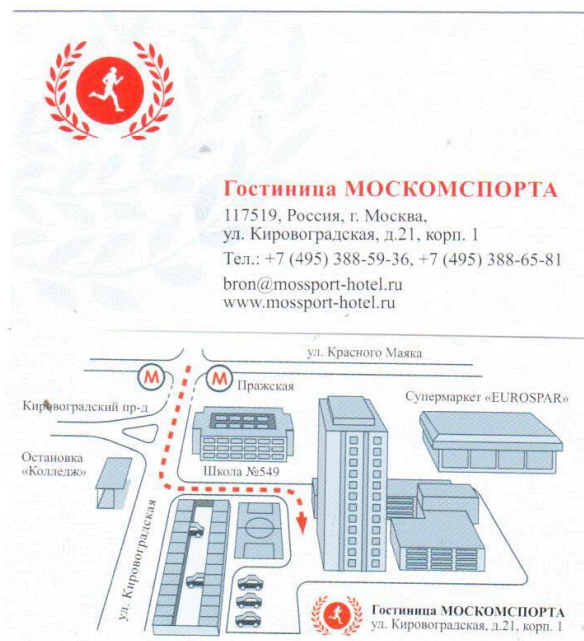 Гостиница МОСКОМСПОРТА
117519, Россия, г. Москва,
ул. Кировоградская, д.21, корп. 1
Тел.: +7 (495) 388-59-36, +7 (495) 388-65-81
bron@mossport-hotel.ru
www.mossport-hotel.ru
ул. Красного Маяка
М
М
Пражская
Супермаркет «EUROSPAR»
Кировоградский пр-д
Остановка
«Колледж»
Школа №549
ул. Кировоградская
Гостиница МОСКОМСПОРТА
ул. Кировоградская, д.21, корп. 1